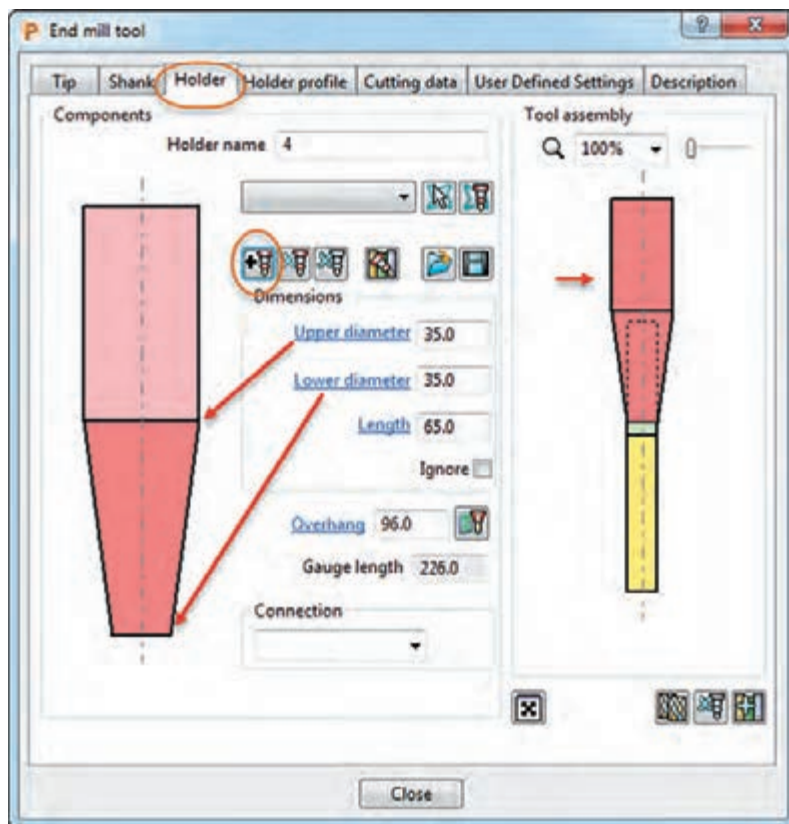 End mill tool
Tip Shank Holder Holder profile Cutting data User Defined Settings Description
Components
Holder name 4
Dimensions
Upper diameter 35.0
Lower diameter 35.0
Length 65.0
Ignore
Overhang 96.0
Gauge length 226.0
Connection
Tool assembly
100%
Close